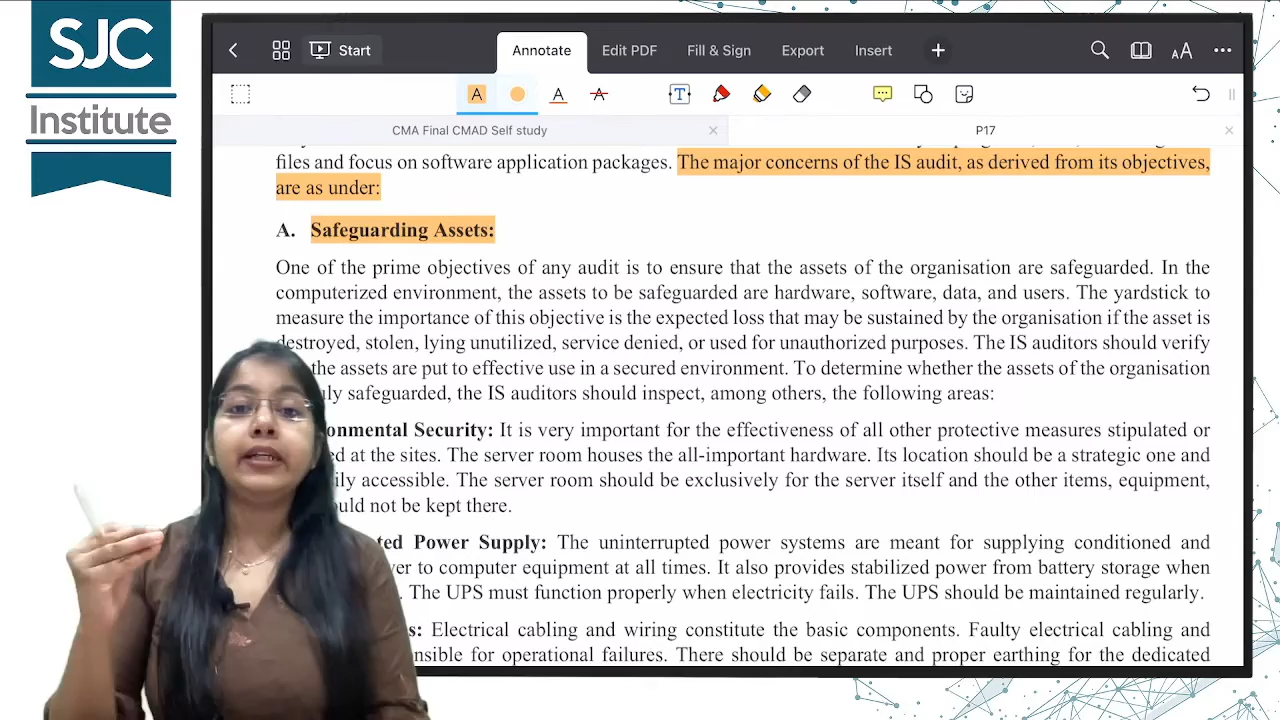 SJC
Institute
Start
Annotate
Edit PDF
Fill & Sign
Export
Insert
CMA Final CMAD Self study
P17
files and focus on software application packages. The major concerns of the IS audit, as derived from its objectives,
are as under:
A. Safeguarding Assets:
One of the prime objectives of any audit is to ensure that the assets of the organisation are safeguarded. In the
computerized environment, the assets to be safeguarded are hardware, software, data, and users. The yardstick to
measure the importance of this objective is the expected loss that may be sustained by the organisation if the asset is
destroyed, stolen, lying unutilized, service denied, or used for unauthorized purposes. The IS auditors should verify
the assets are put to effective use in a secured environment. To determine whether the assets of the organisation
safeguarded, the IS auditors should inspect, among others, the following areas:
Security: It is very important for the effectiveness of all other protective measures stipulated or
at the sites. The server room houses the all-important hardware. Its location should be a strategic one and
accessible. The server room should be exclusively for the server itself and the other items, equipment,
not be kept there.
Power Supply: The uninterrupted power systems are meant for supplying conditioned and
to computer equipment at all times. It also provides stabilized power from battery storage when
The UPS must function properly when electricity fails. The UPS should be maintained regularly.
Electrical cabling and wiring constitute the basic components. Faulty electrical cabling and
for operational failures. There should be separate and proper earthing for the dedicated